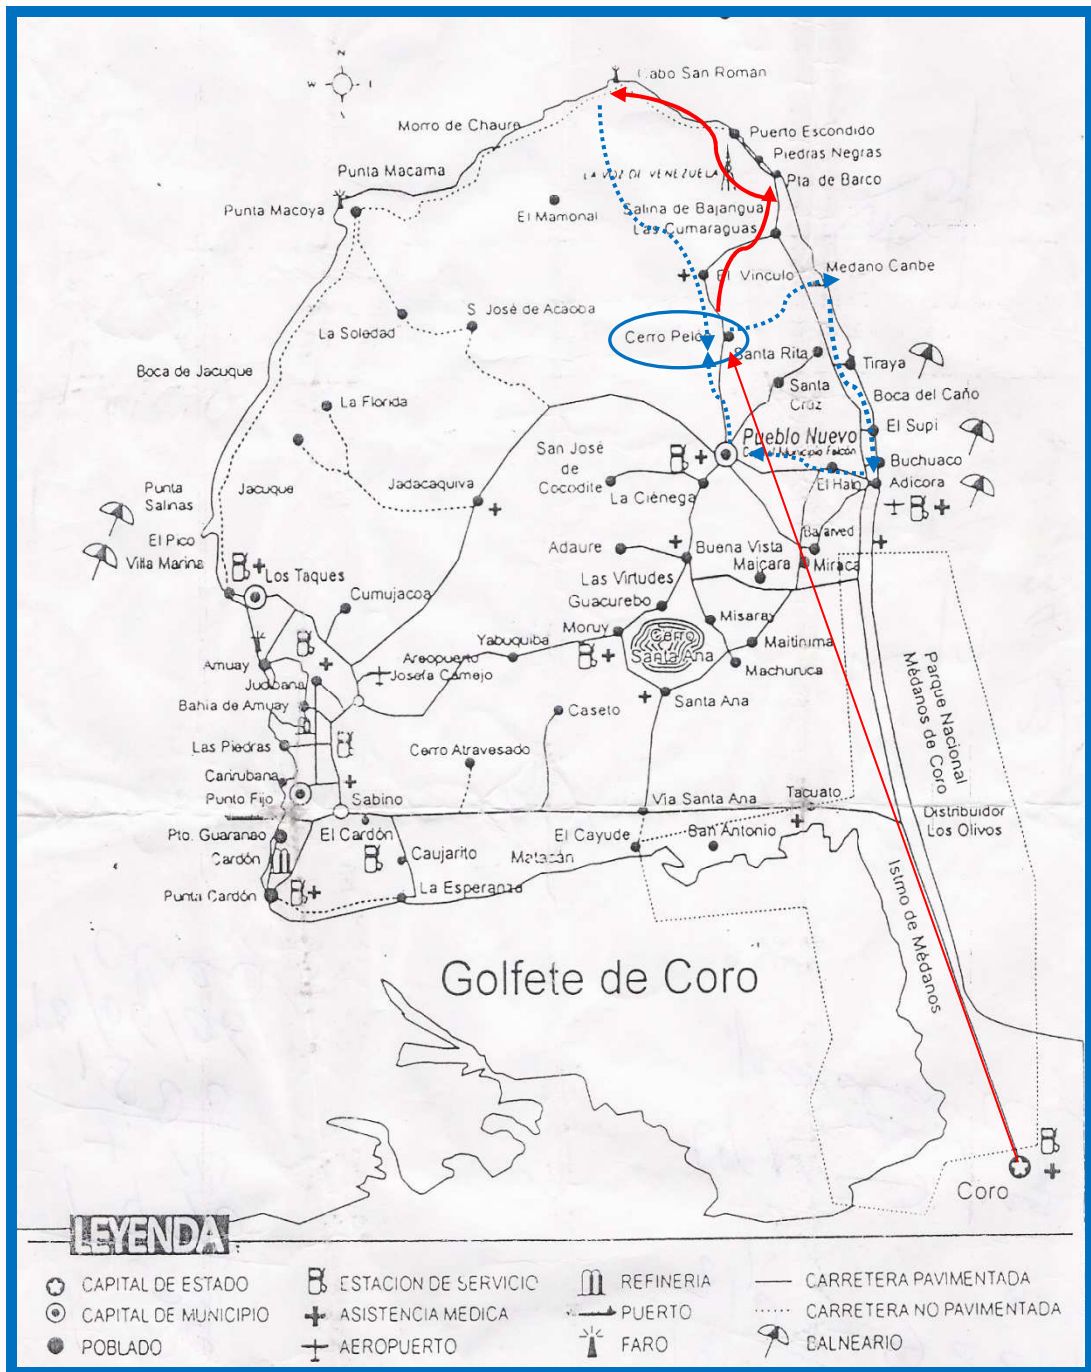 N
W
I
Cabo San Roman
Morro de Chaure
Puerto Escondido
Piedras Negras
Punta Macama
LA VOZ DE VENEZUELA
Pta. de Barco
Punta Macoya
El Mamonal
Salina de Bajangua
Las Cumaraguas
El Vinculo
Medano Canbe
S José de Acaoba
La Soledad
Cerro Pelón
Santa Rita
Tiraya
Boca de Jacuque
Santa
Cruz
Boca del Caño
La Florida
El Supi
Pueblo Nuevo
San José
de
Cocodite
Buchuaco
Jacuque
Jadacaquiva
La Ciénega
El Hato
Adicora
Punta
Salinas
El Pico
Villa Marina
Adaure
Buena Vista
Majcara
Miraca
Los Taques
Las Virtudes
Cumujacoa
Guacurebo
Misaray
Moruy
Cerro
Santa Ana
Maitiruma
Yabuquiba
Amuay
Aeropuerto
Josefa Camejo
Machuruca
Judibana
Santa Ana
Bahia de Amuay
Caseto
Parque Nacional
Médanos de Coro
Las Piedras
Cerro Atravesado
Carirubana
Punto Fijo
Sabino
Via Santa Ana
Tacuato
Distribuidor
Los Olivos
Pto. Guaranao
El Cardón
El Cayude
San Antonio
Cardón
Caujarito
Matacán
Istmo de Médanos
Punta Cardón
La Esperanza
Golfete de Coro
Coro
LEYENDA
CAPITAL DE ESTADO
ESTACION DE SERVICIO
REFINERIA
CARRETERA PAVIMENTADA
CAPITAL DE MUNICIPIO
ASISTENCIA MEDICA
PUERTO
CARRETERA NO PAVIMENTADA
POBLADO
AEROPUERTO
FARO
BALNEARIO